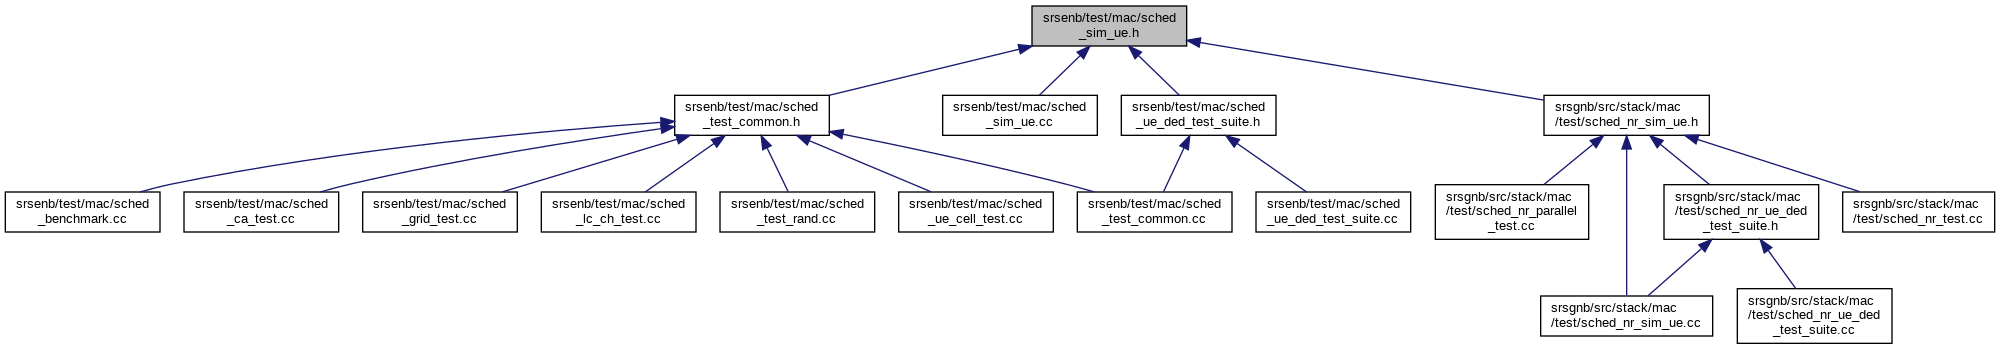 srsenb/test/mac/sched
_sim_ue.h
srsenb/test/mac/sched
_test_common.h
srsenb/test/mac/sched
_sim_ue.cc
srsenb/test/mac/sched
_ue_ded_test_suite.h
srsgnb/src/stack/mac
/test/sched_nr_sim_ue.h
srsenb/test/mac/sched
_benchmark.cc
srsenb/test/mac/sched
_ca_test.cc
srsenb/test/mac/sched
_grid_test.cc
srsenb/test/mac/sched
_lc_ch_test.cc
srsenb/test/mac/sched
_test_rand.cc
srsenb/test/mac/sched
_ue_cell_test.cc
srsenb/test/mac/sched
_test_common.cc
srsenb/test/mac/sched
_ue_ded_test_suite.cc
srsgnb/src/stack/mac
/test/sched_nr_parallel
_test.cc
srsgnb/src/stack/mac
/test/sched_nr_ue_ded
_test_suite.h
srsgnb/src/stack/mac
/test/sched_nr_test.cc
srsgnb/src/stack/mac
/test/sched_nr_sim_ue.cc
srsgnb/src/stack/mac
/test/sched_nr_ue_ded
_test_suite.cc